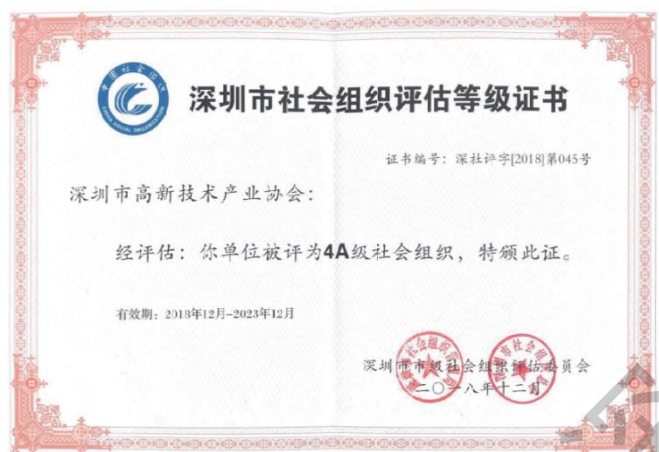 深圳市社会组织评估等级证书
证书编号：深社评字[2018]第045号
深圳市高新技术产业协会：
经评估：你单位被评为4A级社会组织，特颁此证。
有效期：2018年12月-2023年12月
深圳市市级社会组织评估委员会
二〇一八年十二月